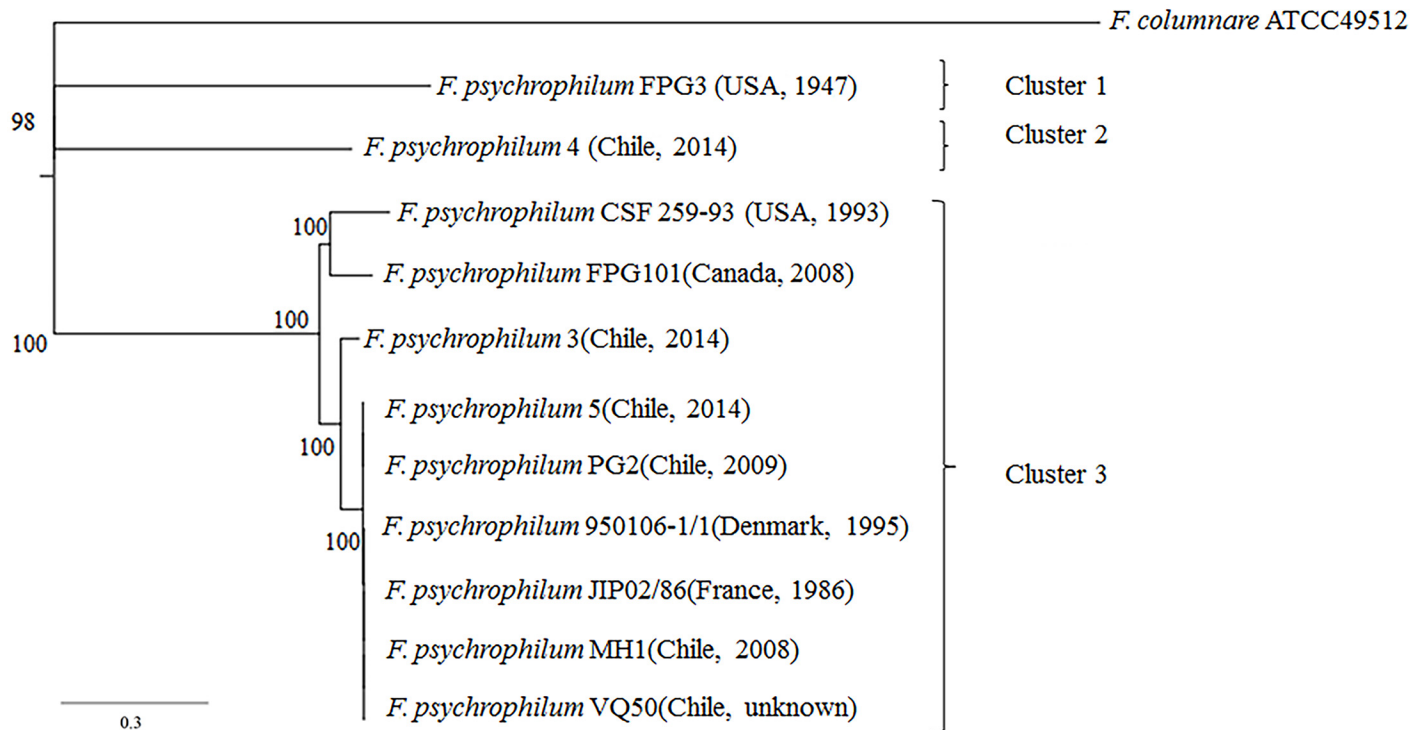 F. columnare ATCC49512
F. psychrophilum FPG3 (USA, 1947)
Cluster 1
98
F. psychrophilum 4 (Chile, 2014)
Cluster 2
F. psychrophilum CSF 259-93 (USA, 1993)
100
F. psychrophilum FPG101(Canada, 2008)
100
100
F. psychrophilum 3(Chile, 2014)
F. psychrophilum 5(Chile, 2014)
100
F. psychrophilum PG2(Chile, 2009)
Cluster 3
F. psychrophilum 950106-1/1(Denmark, 1995)
100
F. psychrophilum JIP02/86(France, 1986)
F. psychrophilum MH1(Chile, 2008)
F. psychrophilum VQ50(Chile, unknown)
0.3